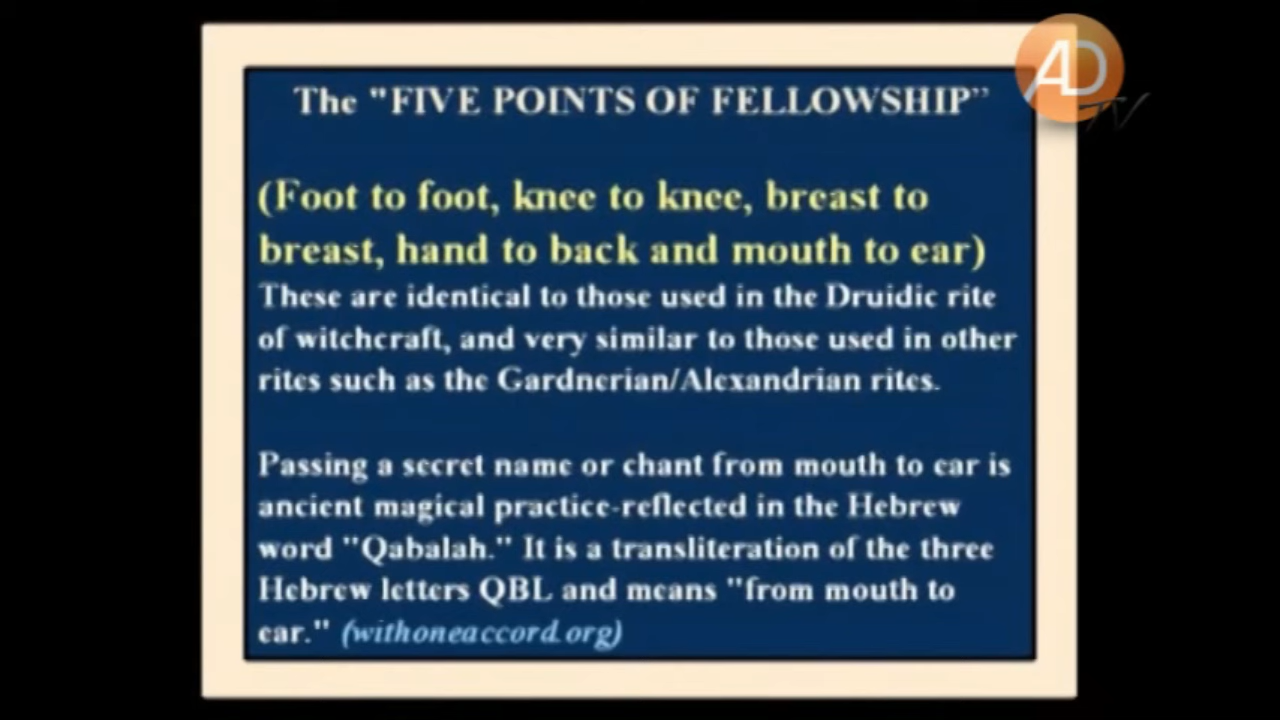 The "FIVE POINTS OF FELLOWSHIP”
(Foot to foot, knee to knee, breast to
breast, hand to back and mouth to ear)
These are identical to those used in the Druidic rite
of witchcraft, and very similar to those used in other
rites such as the Gardnerian/Alexandrian rites.
Passing a secret name or chant from mouth to ear is
ancient magical practice-reflected in the Hebrew
word "Qabalah." It is a transliteration of the three
Hebrew letters QBL and means "from mouth to
ear." (withoneaccord.org)
AD
TV